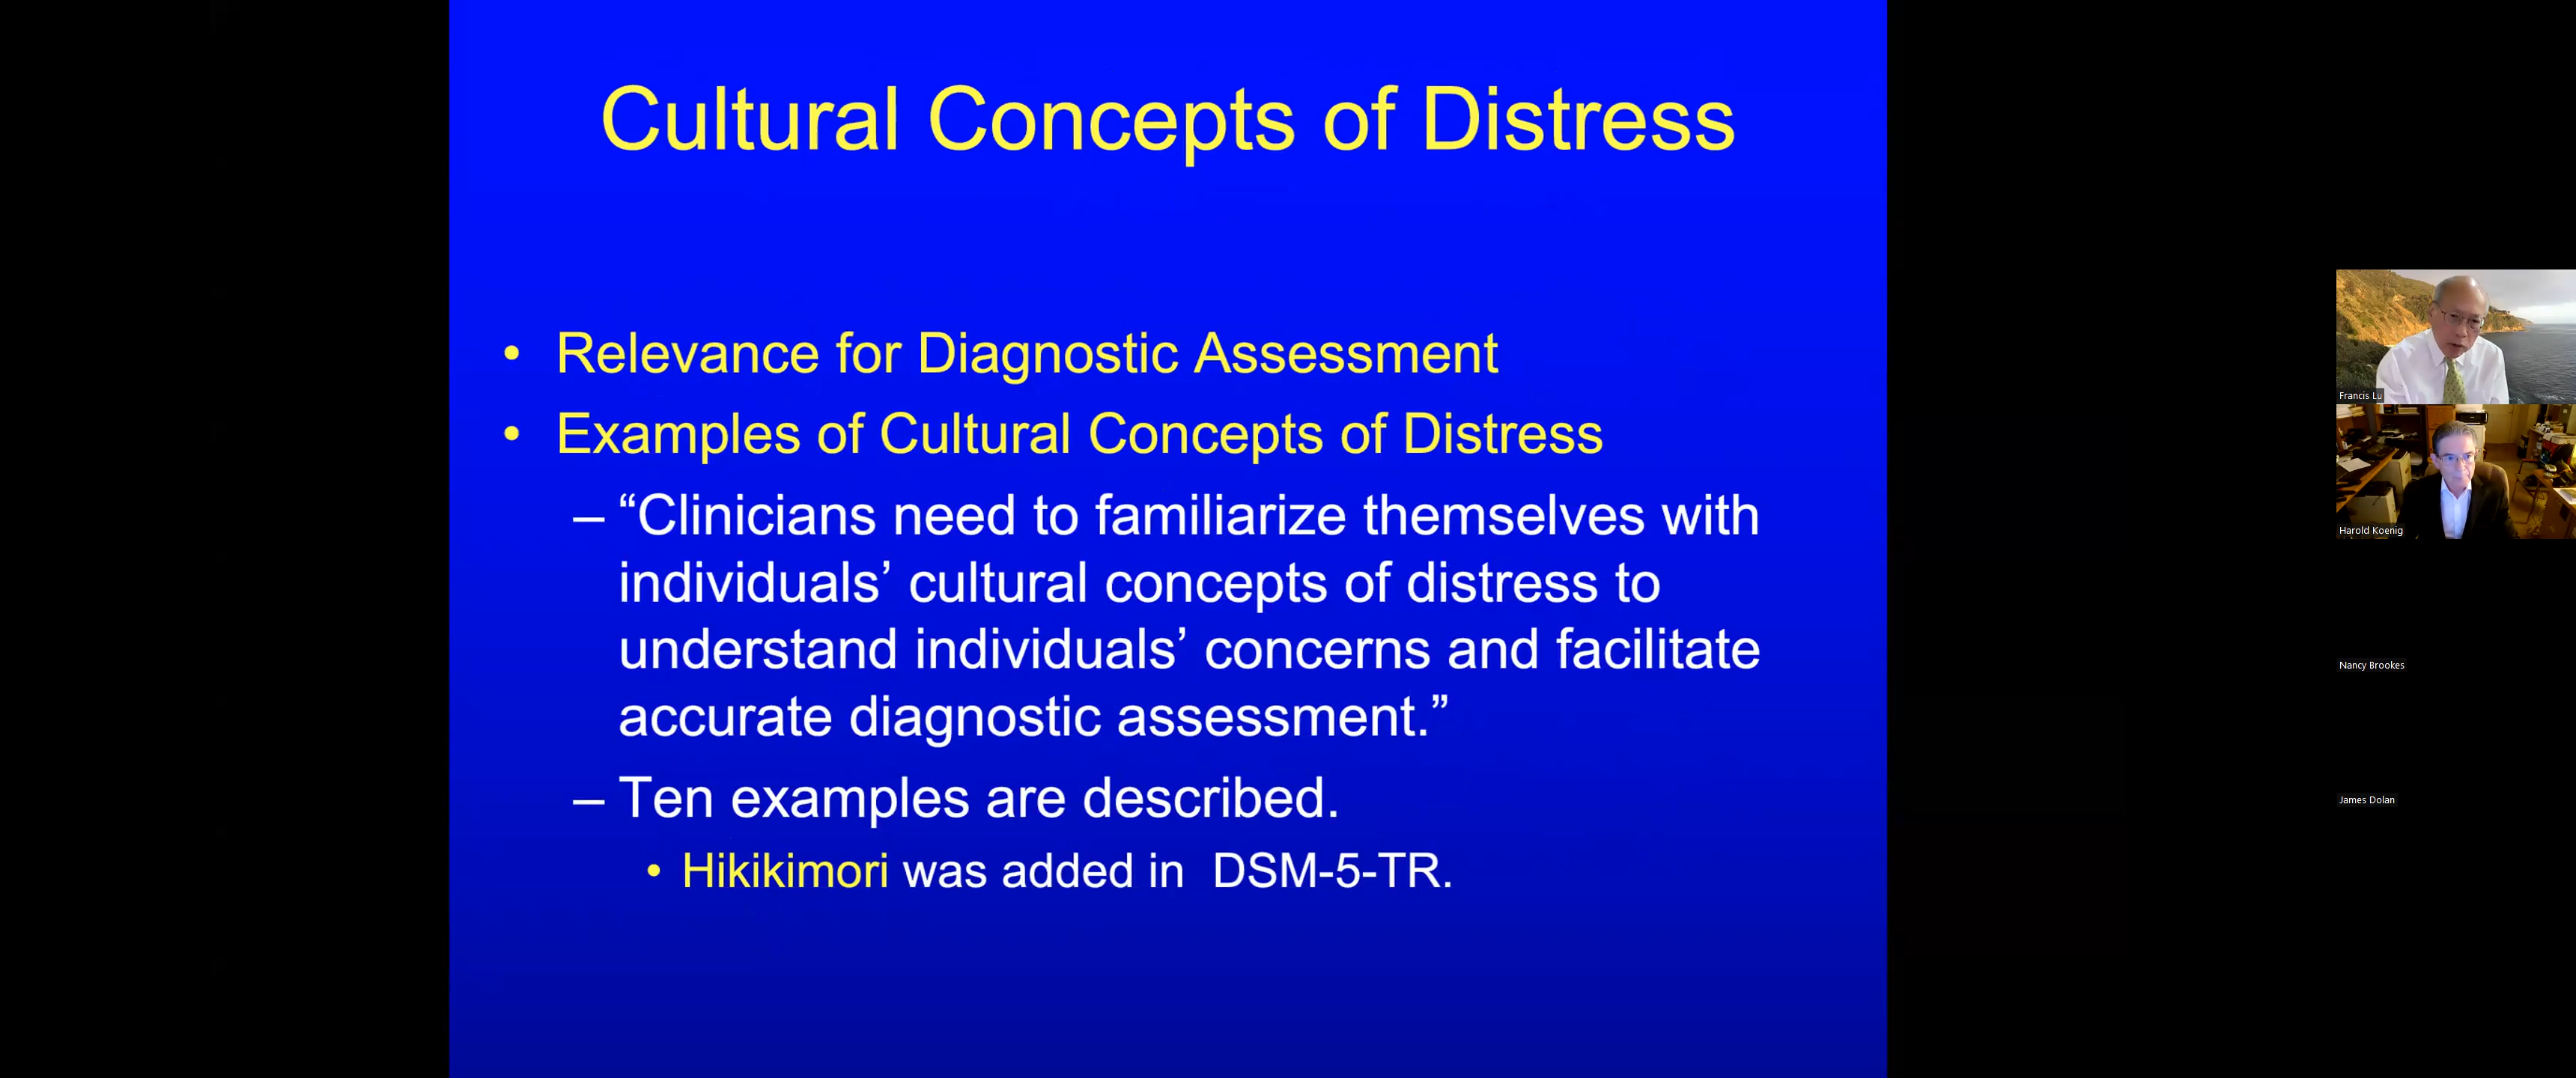 Cultural Concepts of Distress
• Relevance for Diagnostic Assessment
• Examples of Cultural Concepts of Distress
– “Clinicians need to familiarize themselves with
individuals’ cultural concepts of distress to
understand individuals’ concerns and facilitate
accurate diagnostic assessment.”
– Ten examples are described.
• Hikikimori was added in DSM-5-TR.
Francis Lu
Harold Koenig
Nancy Brookes
James Dolan